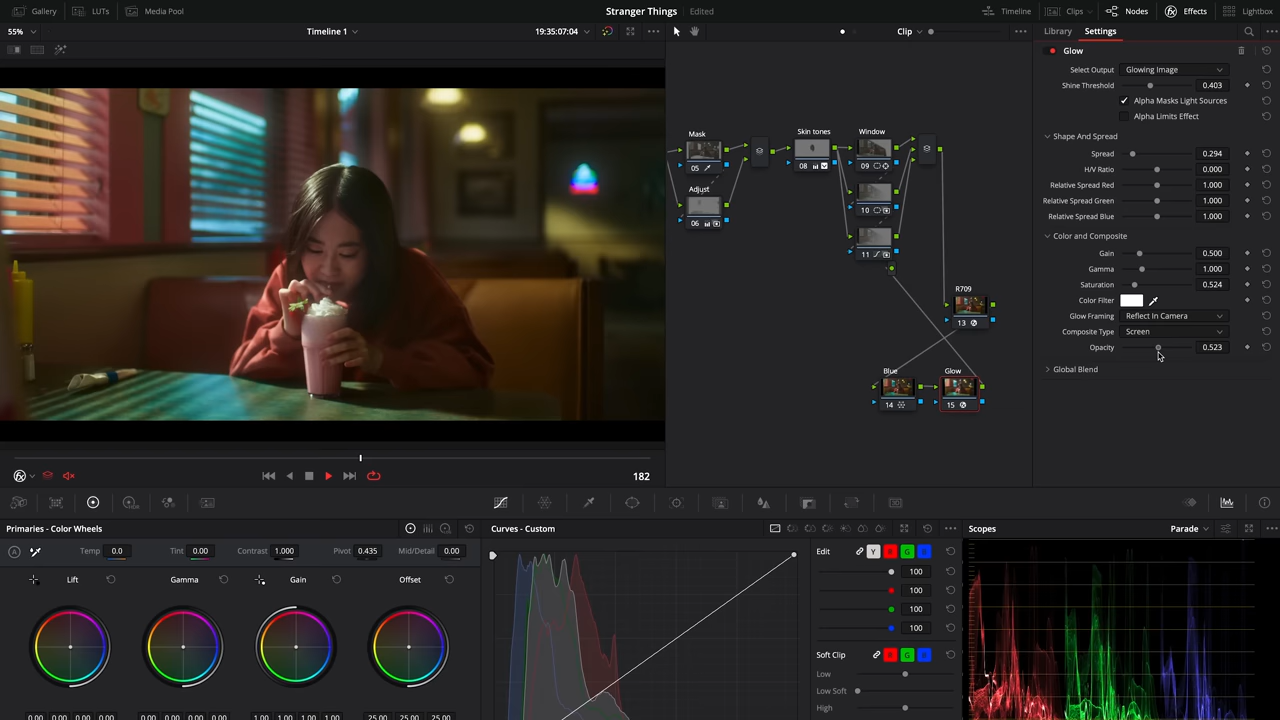 Gallery LUTs Media Pool Stranger Things Edited Timeline Clips Nodes Effects Lightbox
55% Timeline 1 19:35:07:04 Clip Library Settings
Glow
Select Output Glowing Image
Shine Threshold 0.403
Alpha Masks Light Sources
Alpha Limits Effect
Shape And Spread
Spread 0.294
H/V Ratio 0.000
Relative Spread Red 1.000
Relative Spread Green 1.000
Relative Spread Blue 1.000
Color and Composite
Gain 0.500
Gamma 1.000
Saturation 0.524
Color Filter
Glow Framing Reflect In Camera
Composite Type Screen
Opacity 0.523
Global Blend
Mask Skin tones Window
05 08 09
Adjust
06 10
11
R709
13
Blue Glow
14 15
182
Primaries - Color Wheels
Temp 0.0 Tint 0.00 Contrast 1.000 Pivot 0.435 Mid/Detail 0.00
Lift Gamma Gain Offset
0.00 0.00 0.00 0.00 0.00 0.00 0.00 0.00 1.00 1.00 1.00 1.00 25.00 25.00 25.00
Curves - Custom
Edit Y R G B
100
100
100
100
Soft Clip R G B
Low
Low Soft
High
Scopes Parade